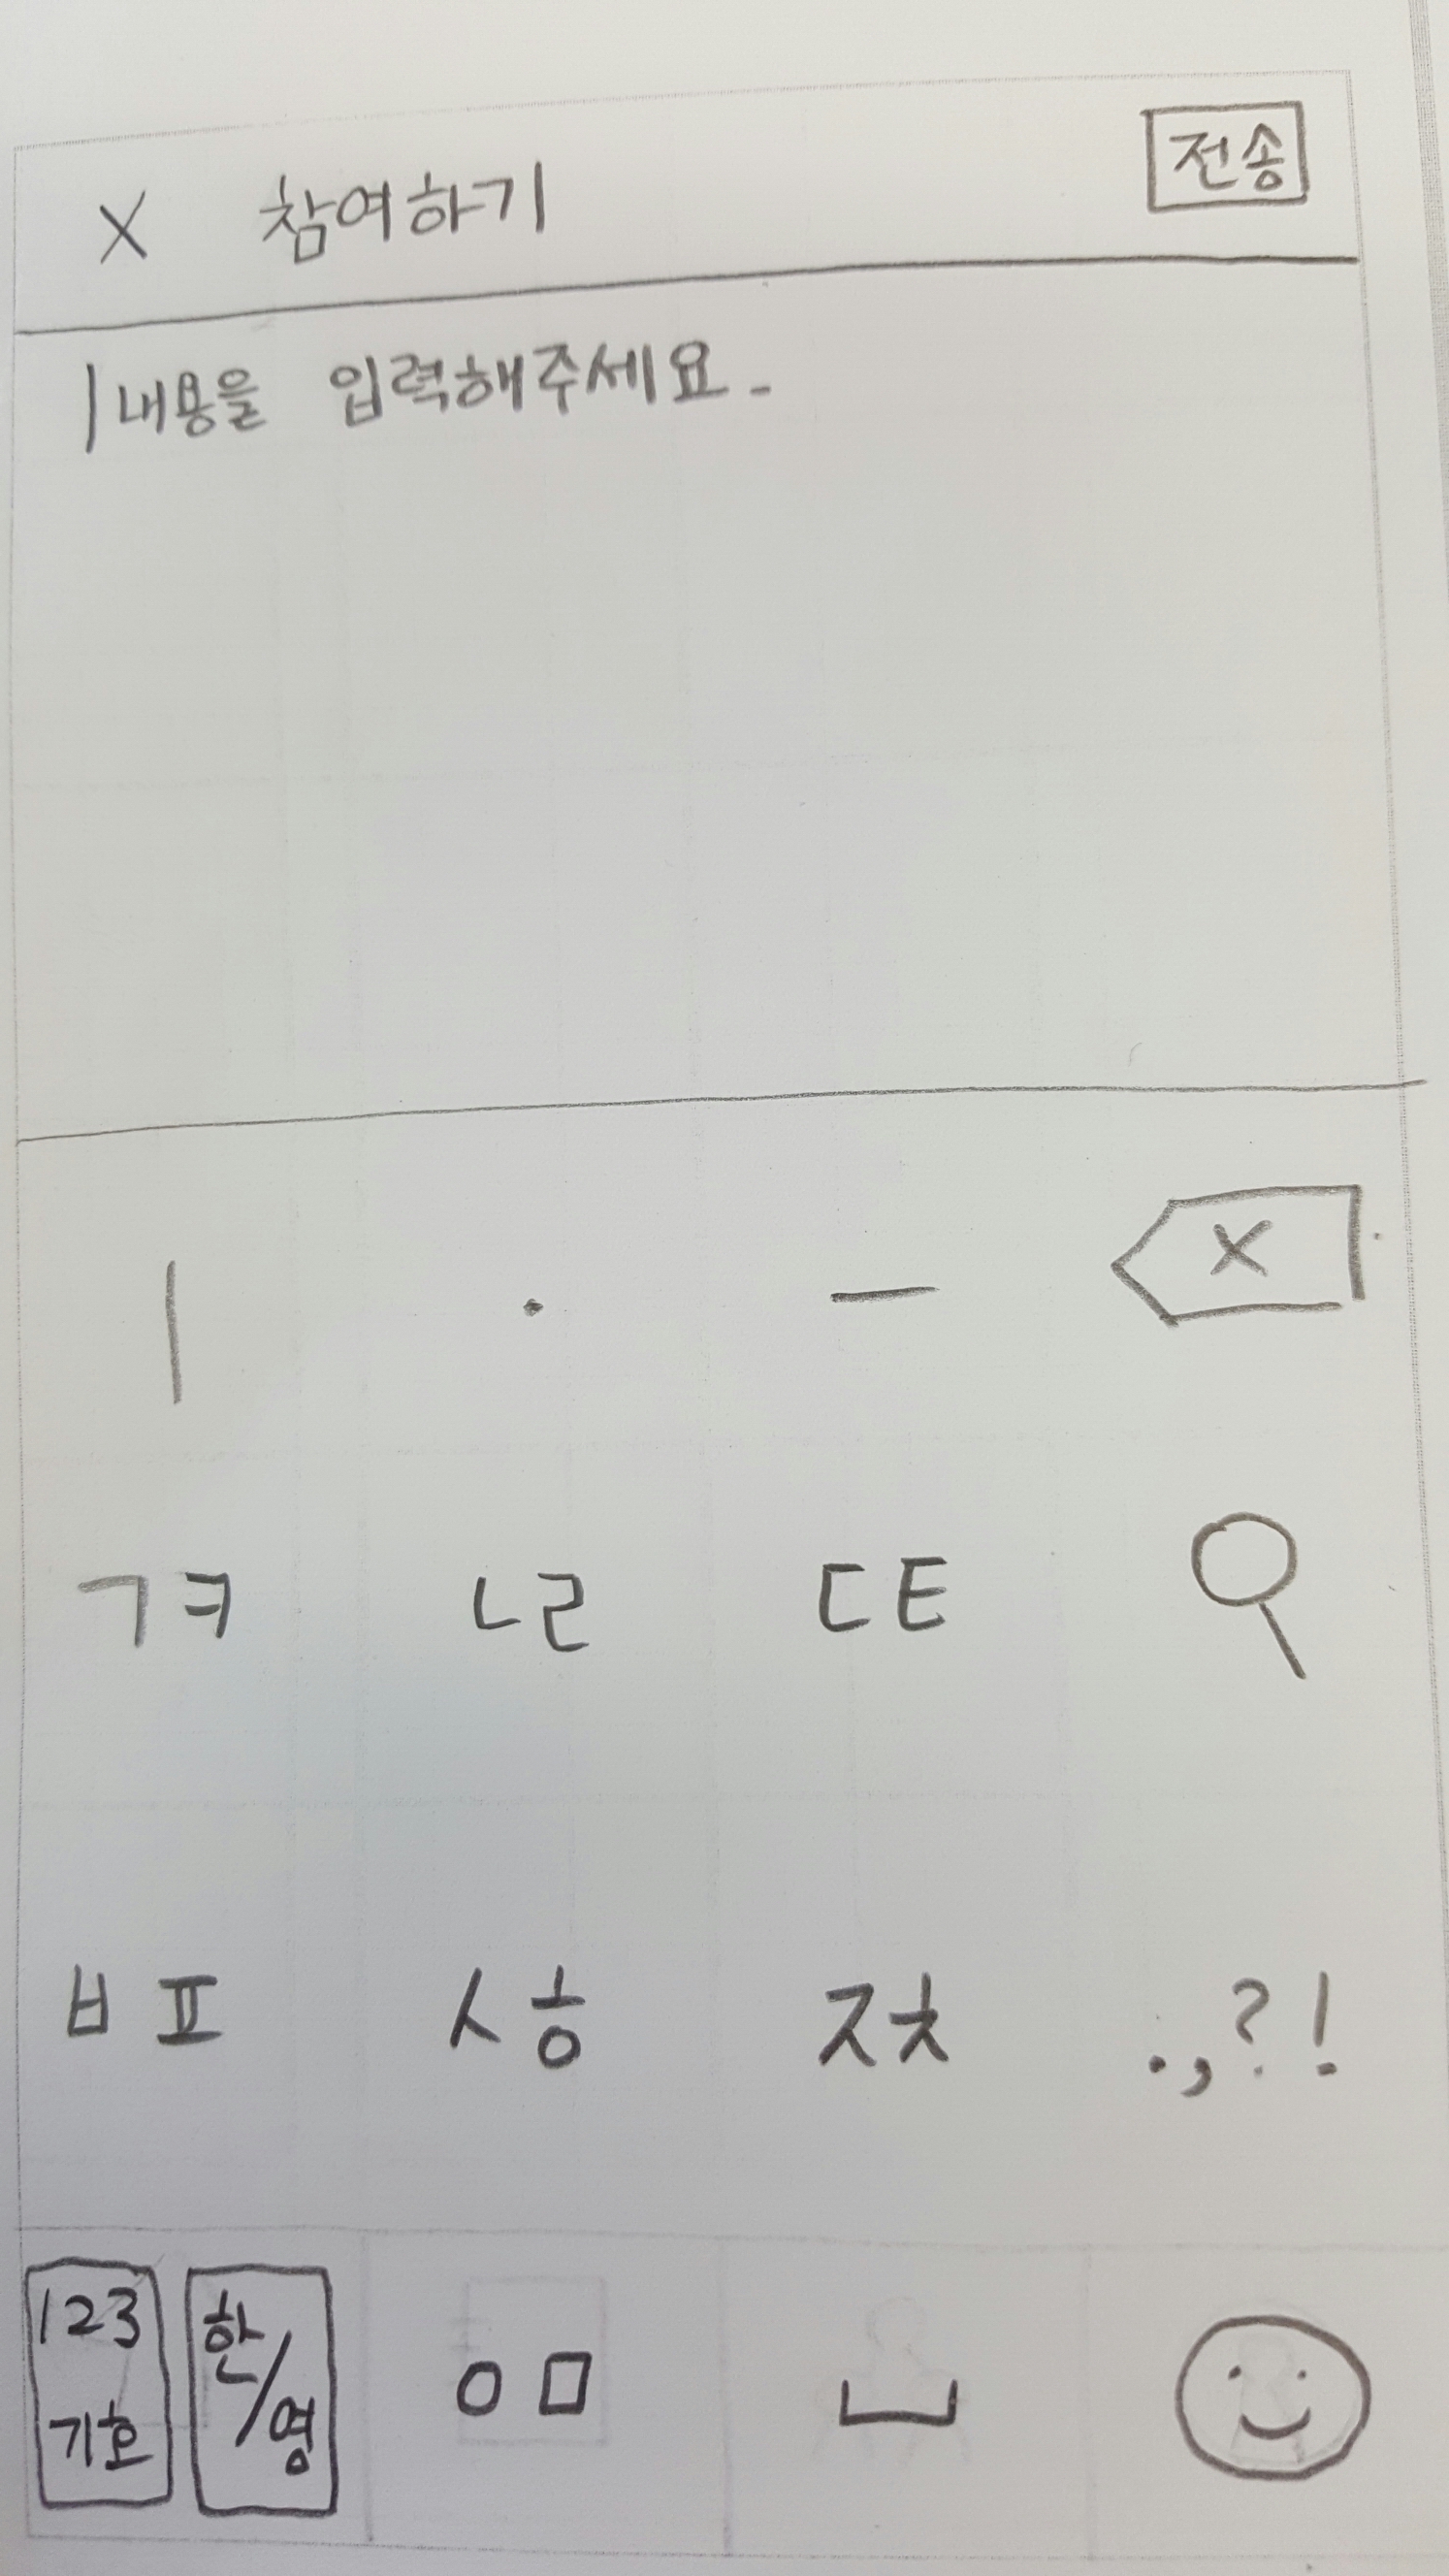 X 참여하기 전송
내용을 입력해주세요.
ㅣ · ㅡ X
ㄱㅋ ㄴㄹ ㄷㅌ
ㅂㅍ ㅅㅎ ㅈㅊ .,?!
123 기호 한/영 ㅇㅁ